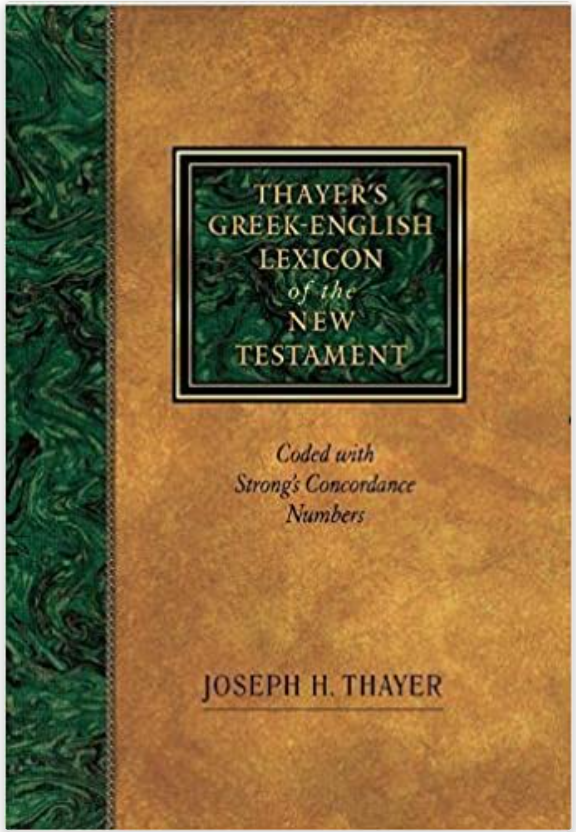 THAYER'S
GREEK-ENGLISH
LEXICON
of the
NEW
TESTAMENT
Coded with
Strong's Concordance
Numbers
JOSEPH H. THAYER